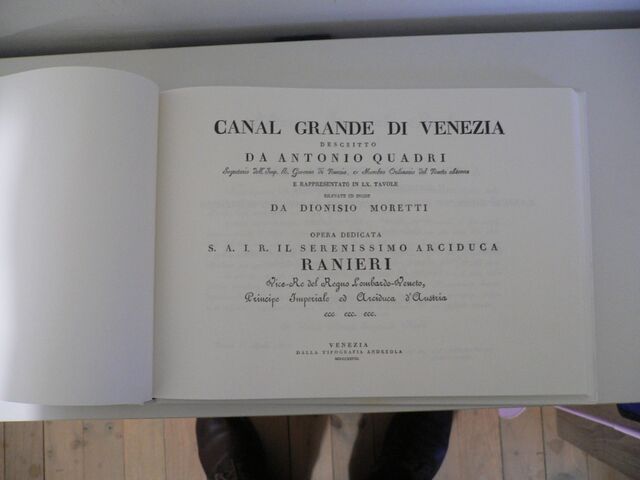 CANAL GRANDE DI VENEZIA
DESCRITTO
DA ANTONIO QUADRI
Segretario dell'Imp. R. Governo di Venezia, e Membro Ordinario del Veneto Ateneo
E RAPPRESENTATO IN LX. TAVOLE
RILEVATE ED INCISE
DA DIONISIO MORETTI
OPERA DEDICATA
S. A. I. R. IL SERENISSIMO ARCIDUCA
RANIERI
Vice-Re del Regno Lombardo-Veneto,
Principe Imperiale ed Arciduca d'Austria
ecc. ecc. ecc.
VENEZIA
DALLA TIPOGRAFIA ANDREOLA